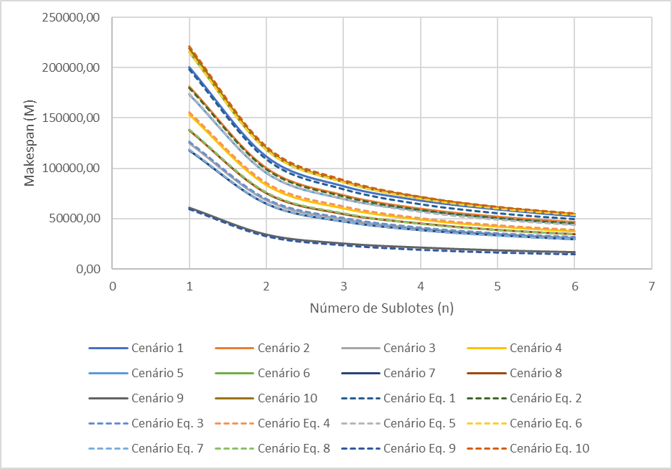 250000,00
200000,00
150000,00
100000,00
50000,00
0,00
Makespan (M)
0 1 2 3 4 5 6 7
Número de Sublotes (n)
Cenário 1 Cenário 2 Cenário 3 Cenário 4
Cenário 5 Cenário 6 Cenário 7 Cenário 8
Cenário 9 Cenário 10 Cenário Eq. 1 Cenário Eq. 2
Cenário Eq. 3 Cenário Eq. 4 Cenário Eq. 5 Cenário Eq. 6
Cenário Eq. 7 Cenário Eq. 8 Cenário Eq. 9 Cenário Eq. 10